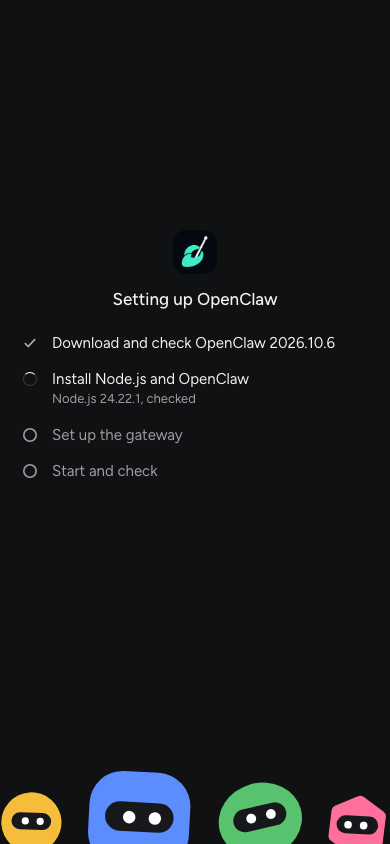 Setting up OpenClaw
Download and check OpenClaw 2026.10.6
Install Node.js and OpenClaw
Node.js 24.22.1, checked
Set up the gateway
Start and check